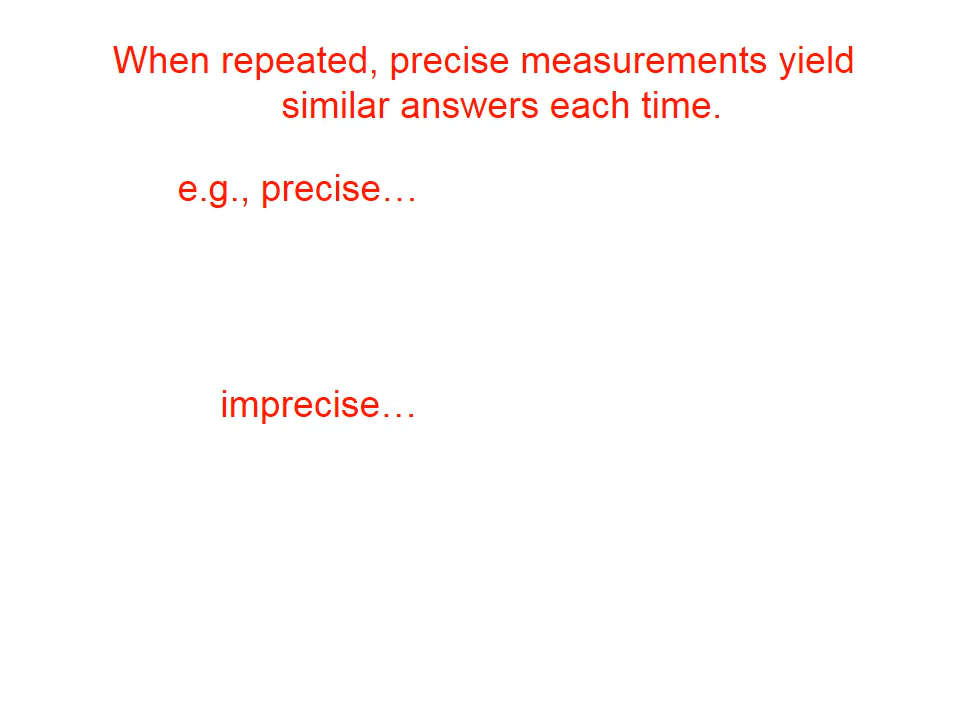 When repeated, precise measurements yield
similar answers each time.
e.g., precise…
imprecise…